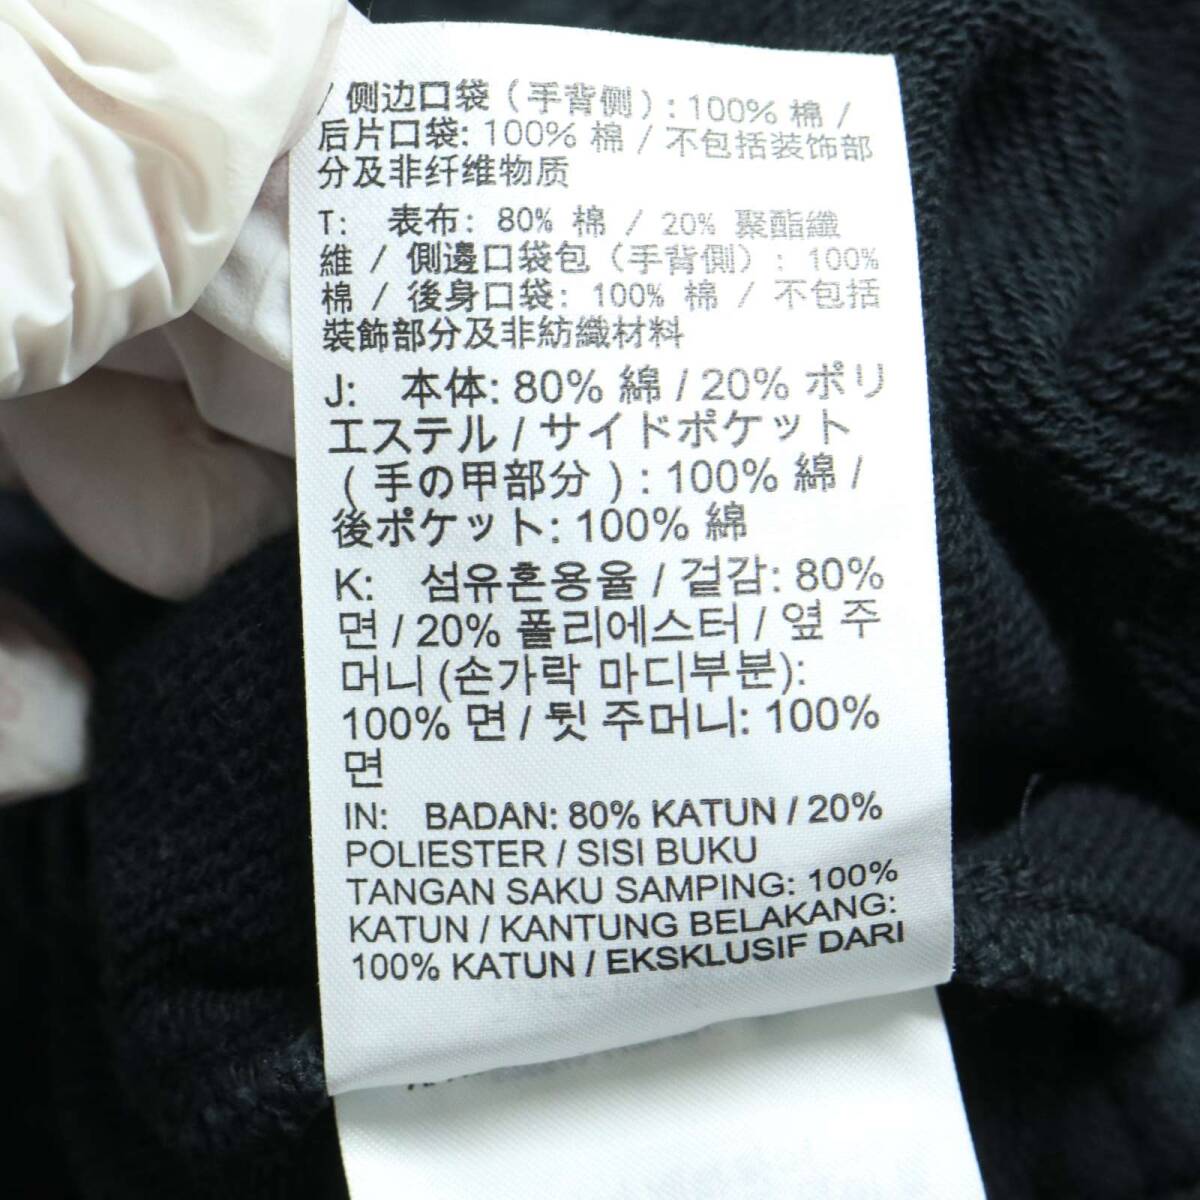 / 侧边口袋（手背侧）: 100% 棉 /
后片口袋: 100% 棉 / 不包括装饰部
分及非纤维物质
T: 表布: 80% 棉 / 20% 聚酯纖
維 / 側邊口袋包（手背側）: 100%
棉 / 後身口袋: 100% 棉 / 不包括
裝飾部分及非紡織材料
J: 本体: 80% 綿 / 20% ポリ
エステル / サイドポケット
( 手の甲部分 ) : 100% 綿 /
後ポケット: 100% 綿
K: 섬유혼용율 / 겉감: 80%
면 / 20% 폴리에스터 / 옆 주
머니 (손가락 마디부분):
100% 면 / 뒷 주머니: 100%
면
IN: BADAN: 80% KATUN / 20%
POLIESTER / SISI BUKU
TANGAN SAKU SAMPING: 100%
KATUN / KANTUNG BELAKANG:
100% KATUN / EKSKLUSIF DARI